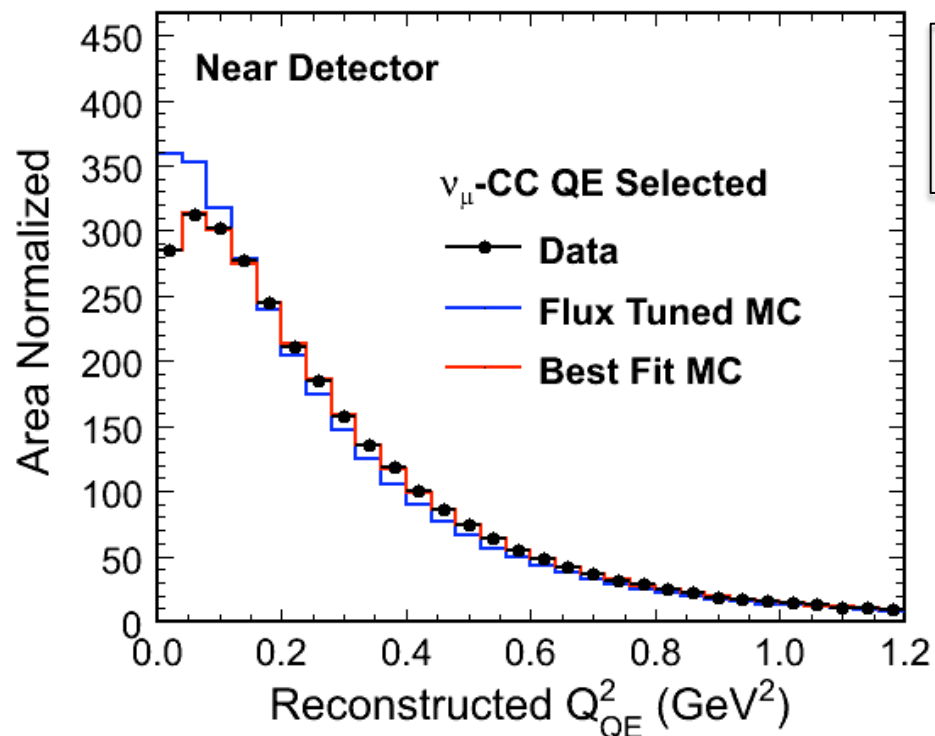 450
400
350
300
250
200
150
100
50
0
Area Normalized
Near Detector
νμ-CC QE Selected
Data
Flux Tuned MC
Best Fit MC
0.0 0.2 0.4 0.6 0.8 1.0 1.2
Reconstructed Q²QE (GeV²)